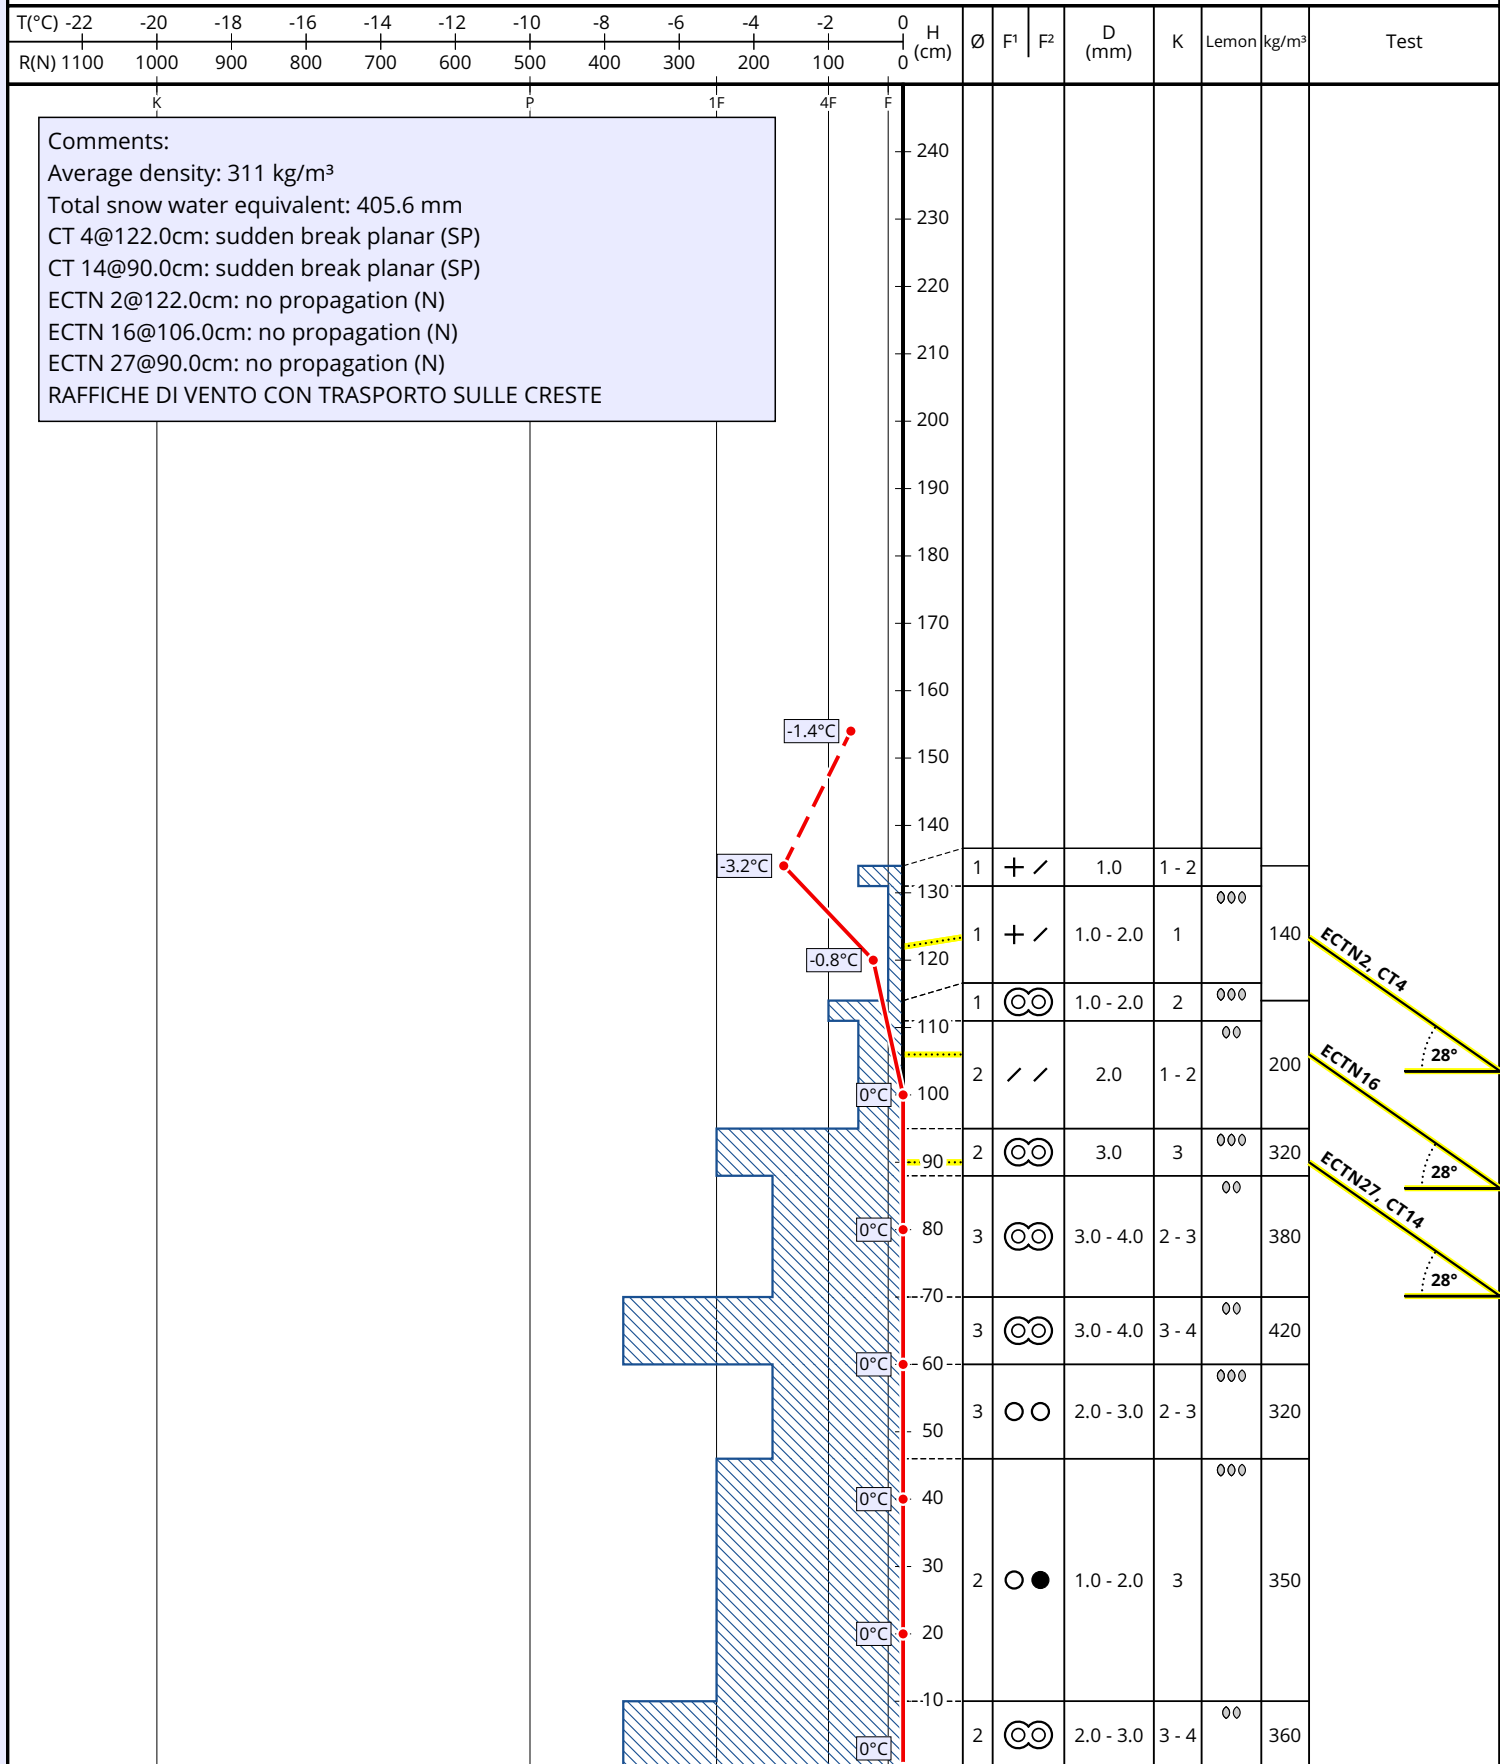 T(°C) -22 -20 -18 -16 -14 -12 -10 -8 -6 -4 -2 0
R(N) 1100 1000 900 800 700 600 500 400 300 200 100 0
H (cm) Ø F¹ F² D (mm) K Lemon kg/m³ Test
K P 1F 4F F
Comments:
Average density: 311 kg/m³
Total snow water equivalent: 405.6 mm
CT 4@122.0cm: sudden break planar (SP)
CT 14@90.0cm: sudden break planar (SP)
ECTN 2@122.0cm: no propagation (N)
ECTN 16@106.0cm: no propagation (N)
ECTN 27@90.0cm: no propagation (N)
RAFFICHE DI VENTO CON TRASPORTO SULLE CRESTE
240
230
220
210
200
190
180
170
160
-1.4°C
150
140
-3.2°C 1 1.0 1 - 2
130
1 1.0 - 2.0 1 140 ECTN2, CT4
-0.8°C 120
1 1.0 - 2.0 2
110
28°
2 2.0 1 - 2 200 ECTN16
0°C 100
2 3.0 3 320
90
28°
ECTN27, CT14
0°C 80
3 3.0 - 4.0 2 - 3 380
28°
70
3 3.0 - 4.0 3 - 4 420
0°C 60
3 2.0 - 3.0 2 - 3 320
50
0°C 40
30
2 1.0 - 2.0 3 350
0°C 20
10
2 2.0 - 3.0 3 - 4 360
0°C